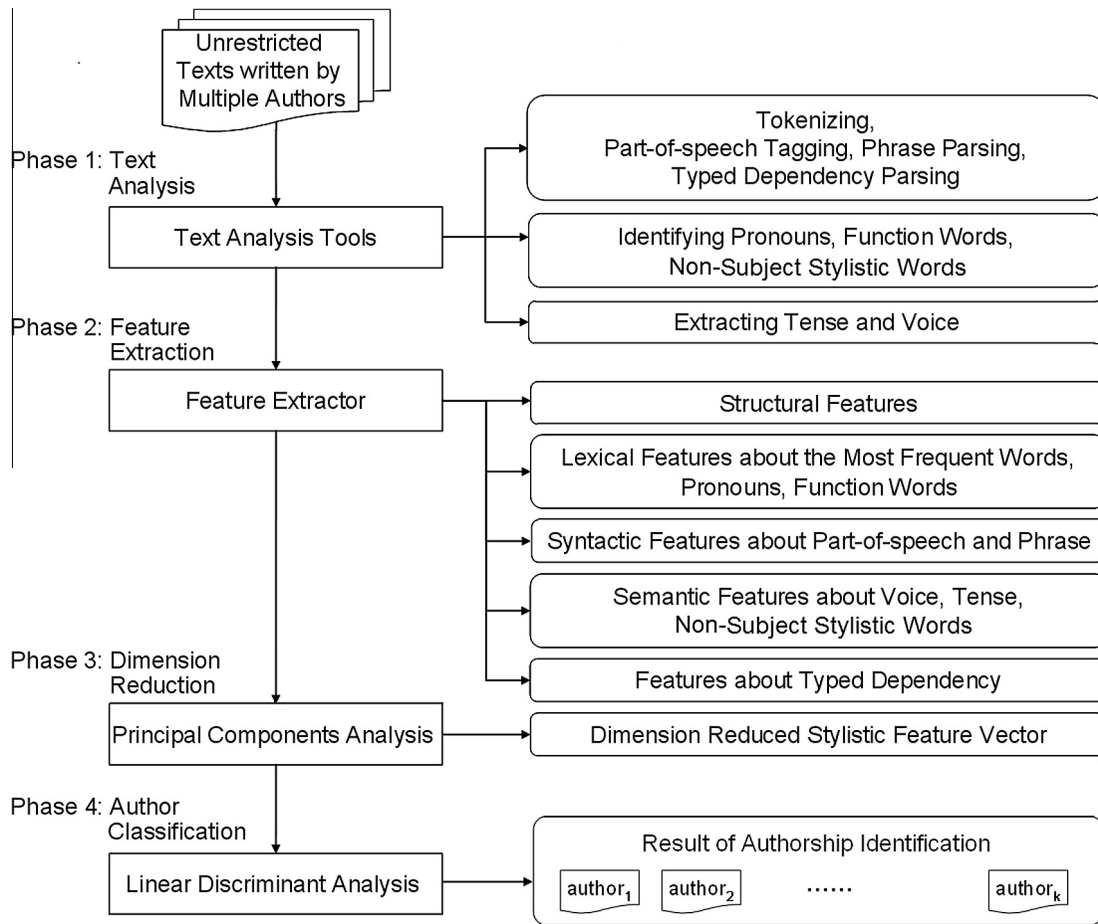 Unrestricted
Texts written by
Multiple Authors
Phase 1: Text
Analysis
Text Analysis Tools
Tokenizing,
Part-of-speech Tagging, Phrase Parsing,
Typed Dependency Parsing
Identifying Pronouns, Function Words,
Non-Subject Stylistic Words
Extracting Tense and Voice
Phase 2: Feature
Extraction
Feature Extractor
Structural Features
Lexical Features about the Most Frequent Words,
Pronouns, Function Words
Syntactic Features about Part-of-speech and Phrase
Semantic Features about Voice, Tense,
Non-Subject Stylistic Words
Features about Typed Dependency
Phase 3: Dimension
Reduction
Principal Components Analysis
Dimension Reduced Stylistic Feature Vector
Phase 4: Author
Classification
Linear Discriminant Analysis
Result of Authorship Identification
author1 author2 ...... authork